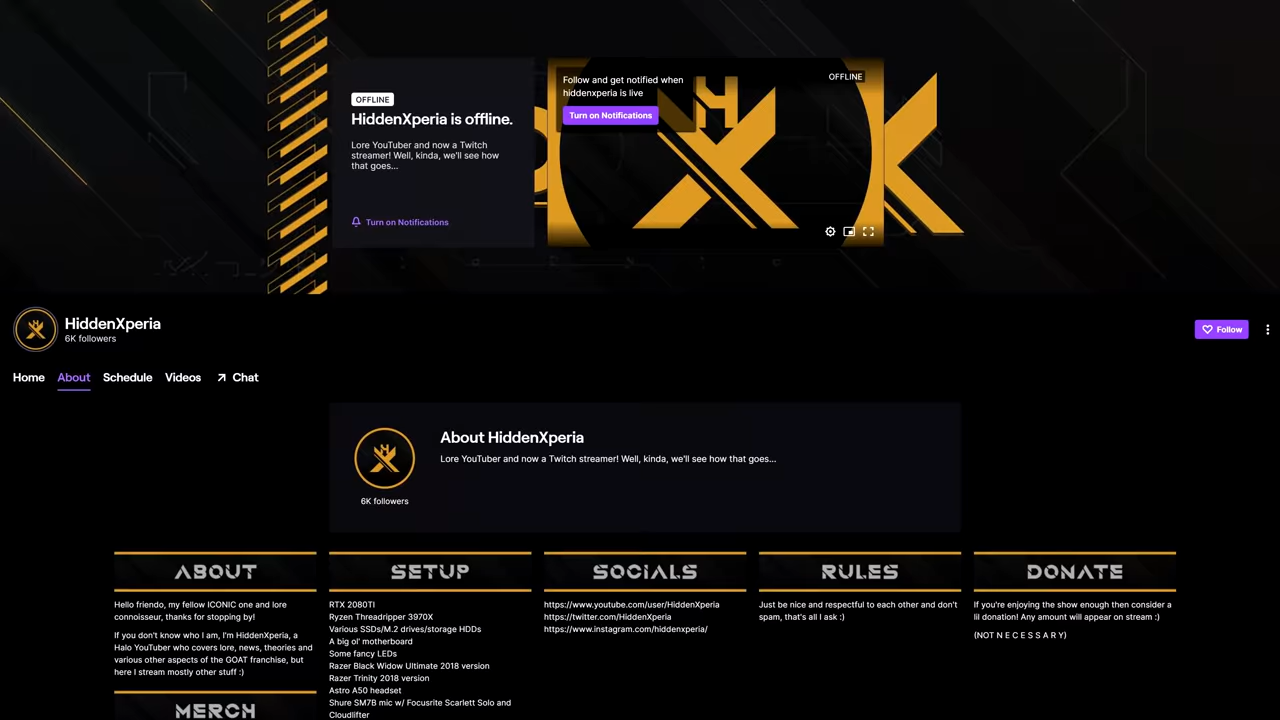 OFFLINE
HiddenXperia is offline.
Lore YouTuber and now a Twitch
streamer! Well, kinda, we'll see how
that goes...
Turn on Notifications
Follow and get notified when
hiddenxperia is live
Turn on Notifications
OFFLINE
HiddenXperia
6K followers
Follow
Home
About
Schedule
Videos
Chat
About HiddenXperia
Lore YouTuber and now a Twitch streamer! Well, kinda, we'll see how that goes...
6K followers
ABOUT
Hello friendo, my fellow ICONIC one and lore
connoisseur, thanks for stopping by!
If you don't know who I am, I'm HiddenXperia, a
Halo YouTuber who covers lore, news, theories and
various other aspects of the GOAT franchise, but
here I stream mostly other stuff :)
MERCH
SETUP
RTX 2080TI
Ryzen Threadripper 3970X
Various SSDs/M.2 drives/storage HDDs
A big ol' motherboard
Some fancy LEDs
Razer Black Widow Ultimate 2018 version
Razer Trinity 2018 version
Astro A50 headset
Shure SM7B mic w/ Focusrite Scarlett Solo and
Cloudlifter
SOCIALS
https://www.youtube.com/user/HiddenXperia
https://twitter.com/HiddenXperia
https://www.instagram.com/hiddenxperia/
RULES
Just be nice and respectful to each other and don't
spam, that's all I ask :)
DONATE
If you're enjoying the show enough then consider a
lil donation! Any amount will appear on stream :)
(NOT N E C E S S A R Y)